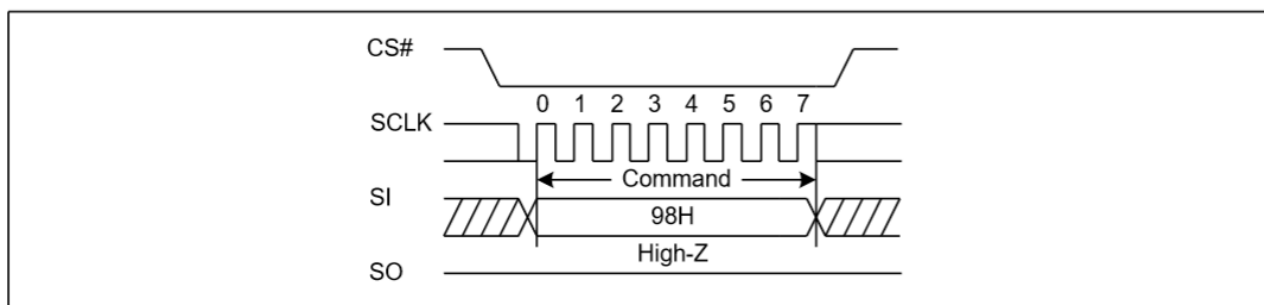 CS#
0 1 2 3 4 5 6 7
SCLK
Command
SI
98H
High-Z
SO